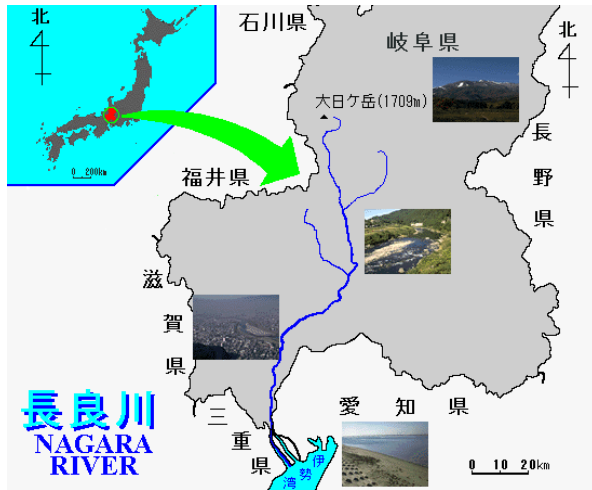 北
石川県
岐阜県
北
大日ケ岳(1709m)
長野県
0 200km
福井県
滋賀県
長良川
NAGARA
RIVER
三重県
愛知県
伊勢湾
0 10 20km